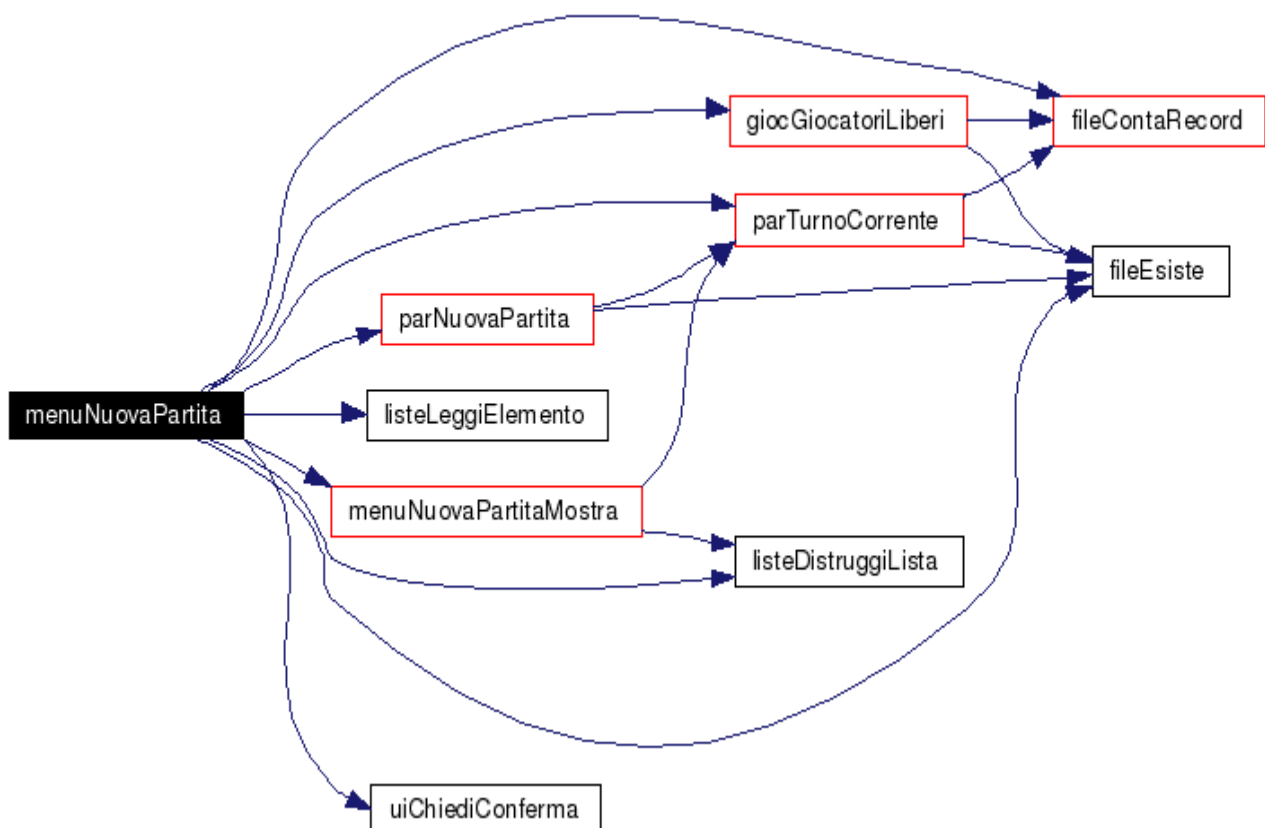 giocGiocatoriLiberi
fileContaRecord
parTurnoCorrente
fileEsiste
parNuovaPartita
menuNuovaPartita
listeLeggiElemento
menuNuovaPartitaMostra
listeDistruggiLista
uiChiediConferma